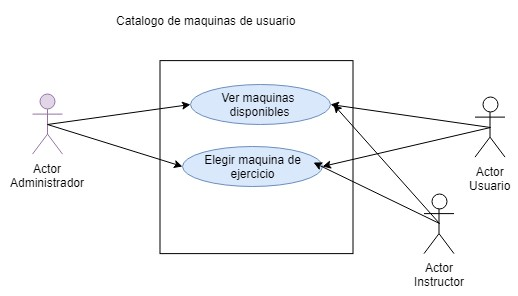 Catalogo de maquinas de usuario
Ver maquinas
disponibles
Elegir maquina de
ejercicio
Actor
Administrador
Actor
Usuario
Actor
Instructor